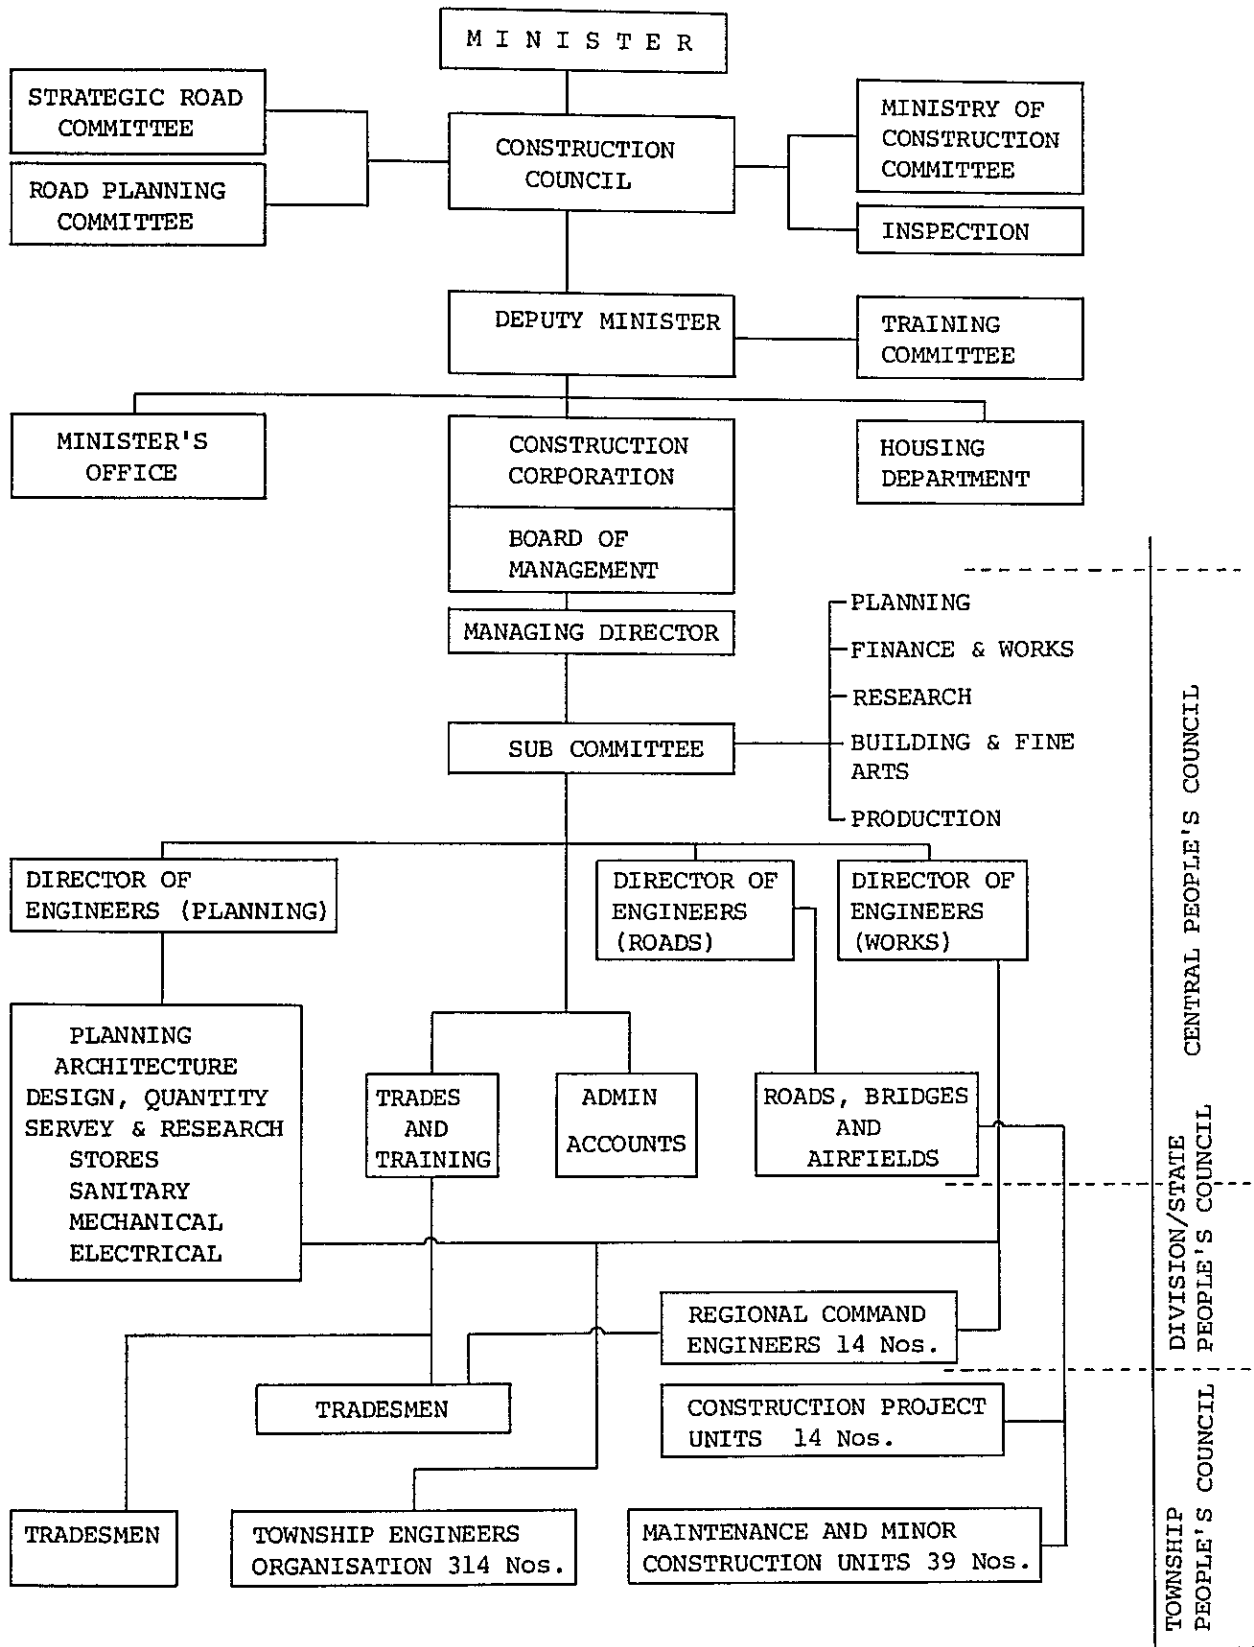 M I N I S T E R
STRATEGIC ROAD
COMMITTEE
ROAD PLANNING
COMMITTEE
CONSTRUCTION
COUNCIL
MINISTRY OF
CONSTRUCTION
COMMITTEE
INSPECTION
DEPUTY MINISTER
TRAINING
COMMITTEE
MINISTER'S
OFFICE
CONSTRUCTION
CORPORATION
HOUSING
DEPARTMENT
BOARD OF
MANAGEMENT
MANAGING DIRECTOR
SUB COMMITTEE
PLANNING
FINANCE & WORKS
RESEARCH
BUILDING & FINE
ARTS
PRODUCTION
DIRECTOR OF
ENGINEERS (PLANNING)
DIRECTOR OF
ENGINEERS
(ROADS)
DIRECTOR OF
ENGINEERS
(WORKS)
PLANNING
ARCHITECTURE
DESIGN, QUANTITY
SERVEY & RESEARCH
STORES
SANITARY
MECHANICAL
ELECTRICAL
TRADES
AND
TRAINING
ADMIN
ACCOUNTS
ROADS, BRIDGES
AND
AIRFIELDS
REGIONAL COMMAND
ENGINEERS 14 Nos.
TRADESMEN
CONSTRUCTION PROJECT
UNITS 14 Nos.
TRADESMEN
TOWNSHIP ENGINEERS
ORGANISATION 314 Nos.
MAINTENANCE AND MINOR
CONSTRUCTION UNITS 39 Nos.
CENTRAL PEOPLE'S COUNCIL
DIVISION/STATE
PEOPLE'S COUNCIL
TOWNSHIP
PEOPLE'S COUNCIL